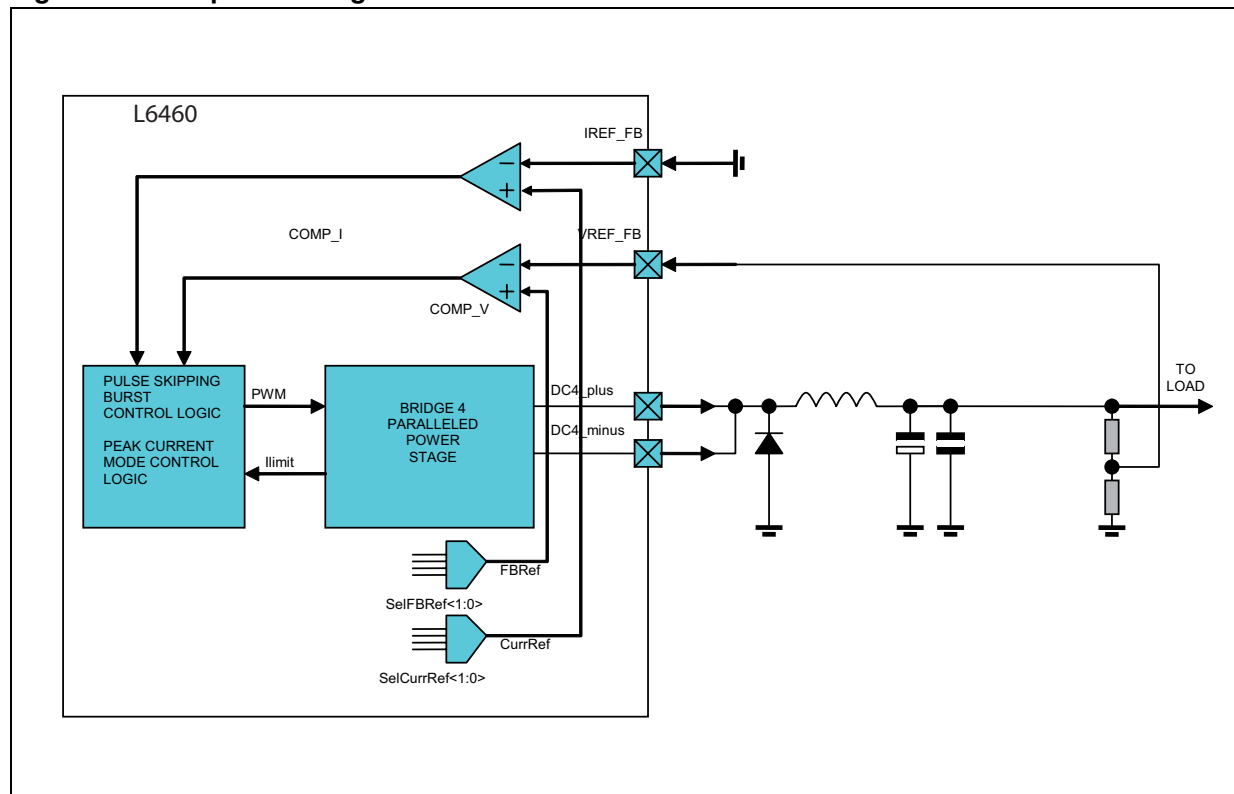 L6460
IREF_FB
COMP_I
VREF_FB
COMP_V
PULSE SKIPPING
BURST
CONTROL LOGIC
PEAK CURRENT
MODE CONTROL
LOGIC
PWM
Ilimit
BRIDGE 4
PARALLELED
POWER
STAGE
DC4_plus
DC4_minus
TO
LOAD
FBRef
SelFBRef<1:0>
CurrRef
SelCurrRef<1:0>